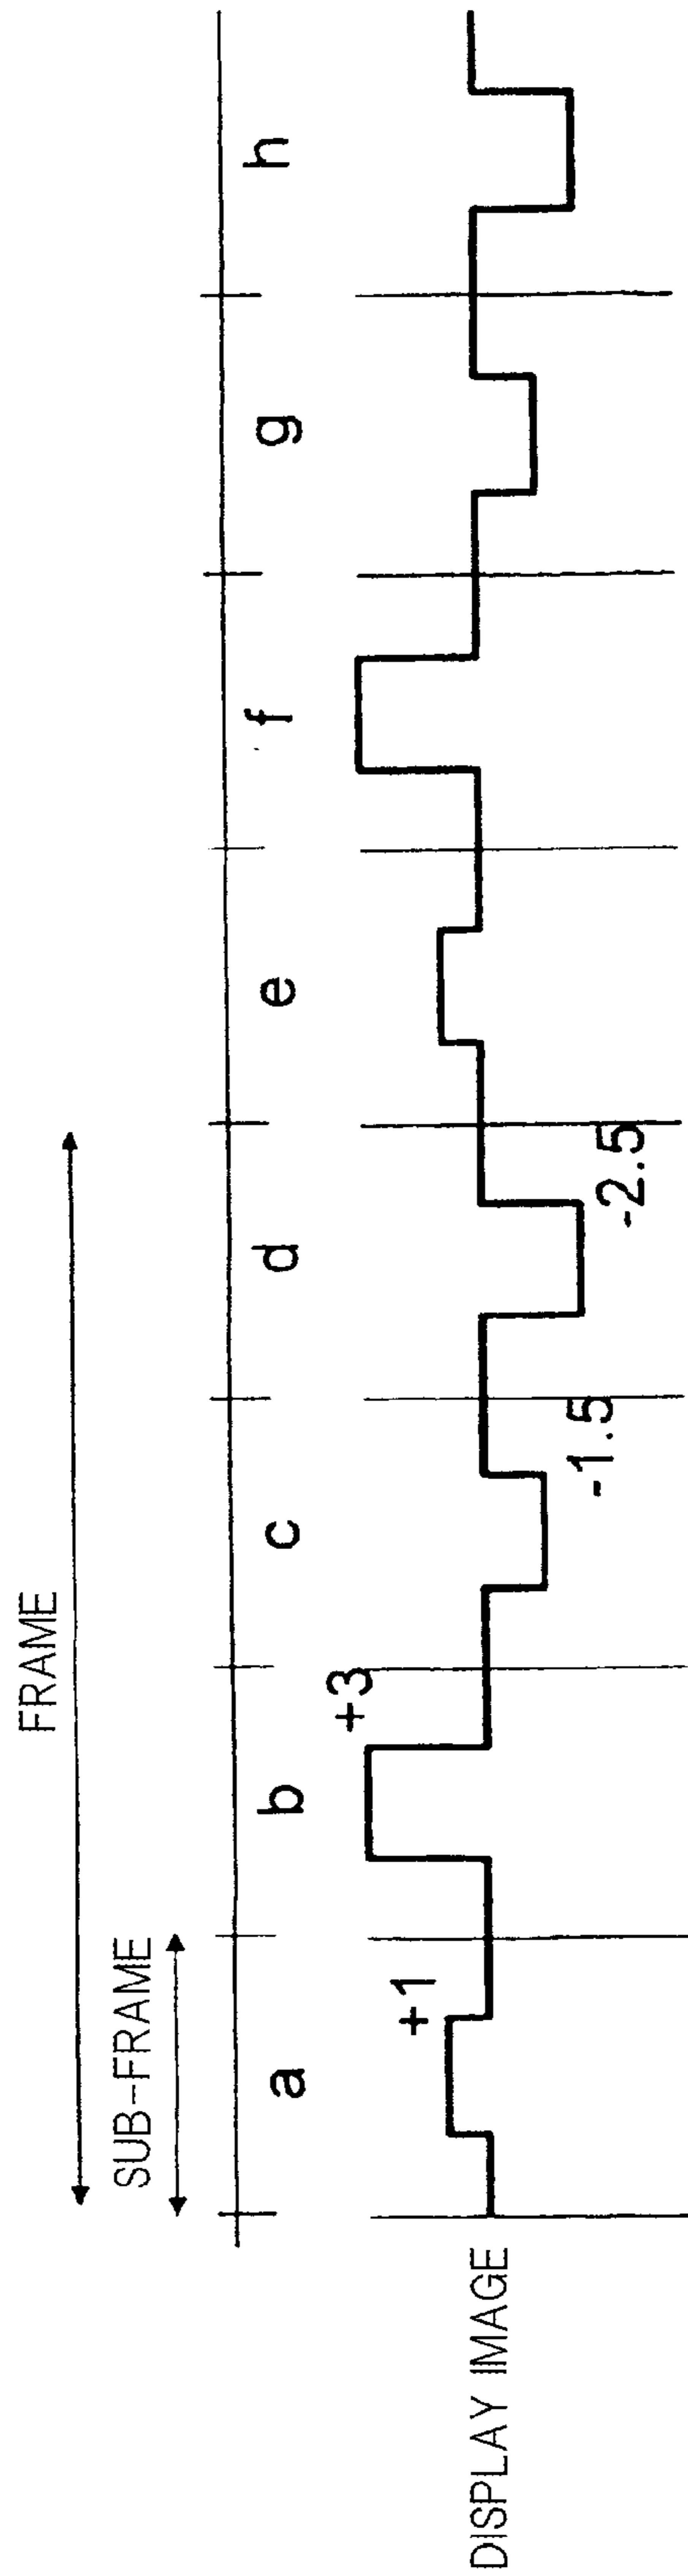 FRAME
SUB-FRAME
a b c d e f g h
+1 +3 -1.5 -2.5
DISPLAY IMAGE